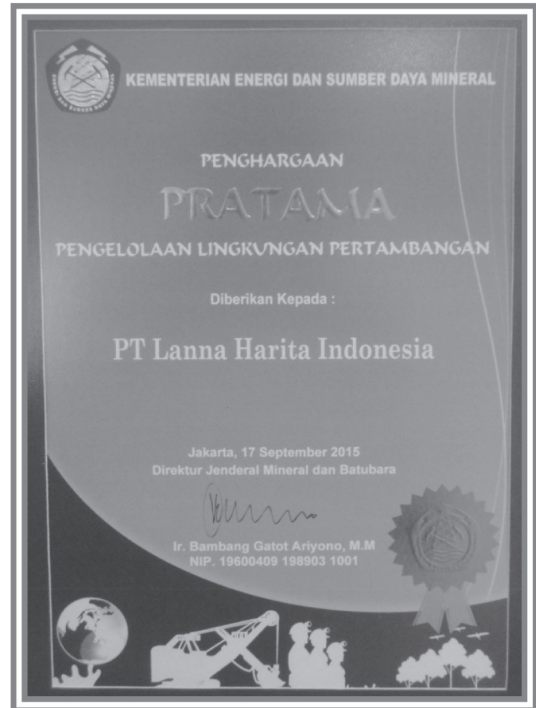 KEMENTERIAN ENERGI DAN SUMBER DAYA MINERAL
PENGHARGAAN
PRATAMA
PENGELOLAAN LINGKUNGAN PERTAMBANGAN
Diberikan Kepada :
PT Lanna Harita Indonesia
Jakarta, 17 September 2015
Direktur Jenderal Mineral dan Batubara
Ir. Bambang Gatot Ariyono, M.M
NIP. 19600409 198903 1001